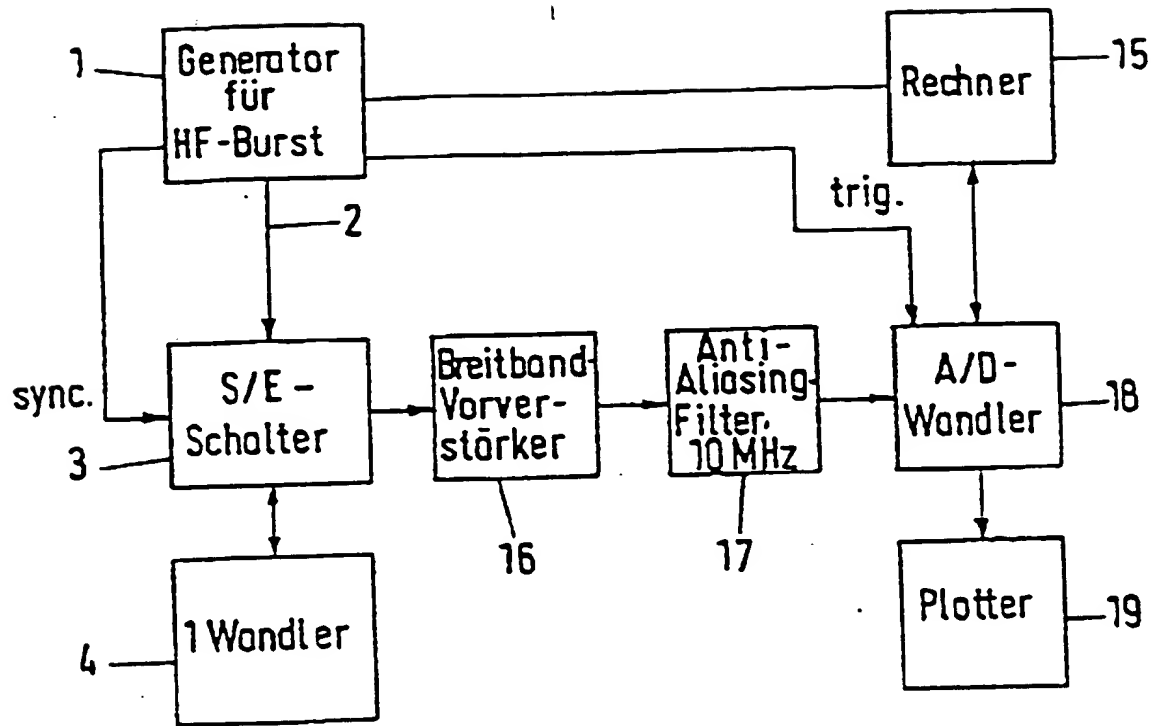 1
Generator
für
HF-Burst
Rechner
15
trig.
2
sync.
S/E-
Schalter
3
Breitband-
Vorver-
stärker
16
Anti-
Aliasing-
Filter.
10 MHz
17
A/D-
Wandler
18
1 Wandler
4
Plotter
19